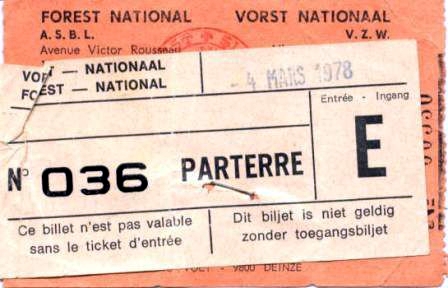 FOREST NATIONAL VORST NATIONAAL
A.S.B.L. V.Z.W.
Avenue Victor Rousseau
VORST — NATIONAAL
FOREST — NATIONAL
- 4 MARS 1978
Entrée - Ingang
E
N° 036 PARTERRE
Ce billet n'est pas valable
sans le ticket d'entrée
Dit biljet is niet geldig
zonder toegangsbiljet
9800 DEINZE